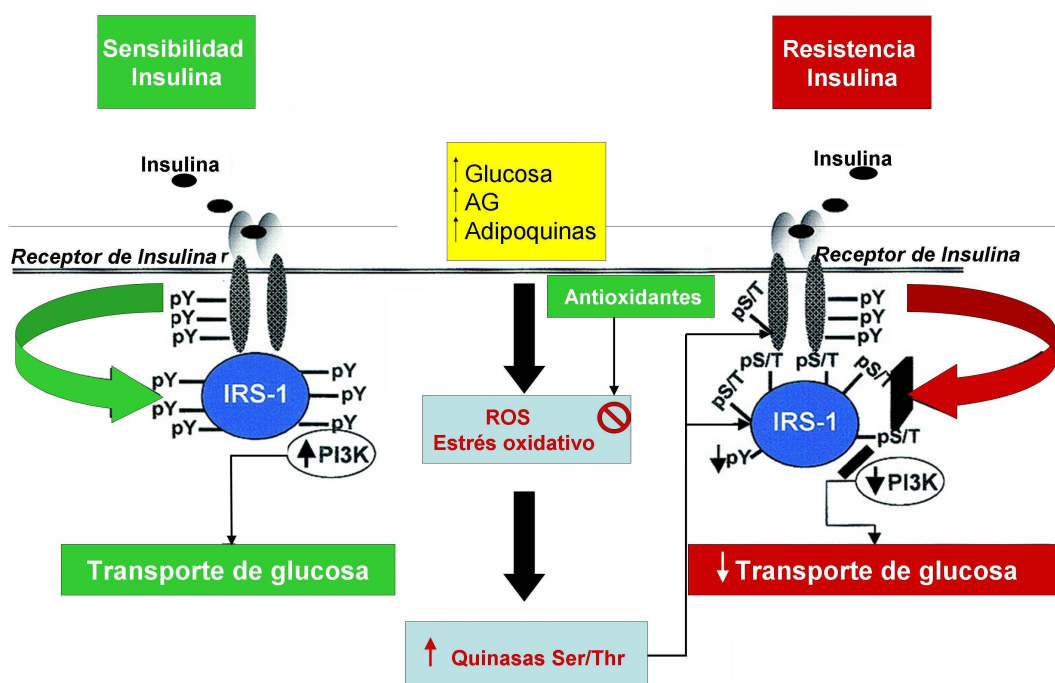 Sensibilidad
Insulina
Resistencia
Insulina
Insulina
Insulina
↑ Glucosa
↑ AG
↑ Adipoquinas
Receptor de Insulina r
Receptor de Insulina
Antioxidantes
pY
pY
pY
pS/T
pY
pY
pY
pY
pY
pY
pY
pY
pY
IRS-1
↑PI3K
ROS
Estrés oxidativo
pS/T
pS/T
pS/T
pS/T
IRS-1
pS/T
↓pY
↓PI3K
Transporte de glucosa
↓ Transporte de glucosa
↑ Quinasas Ser/Thr